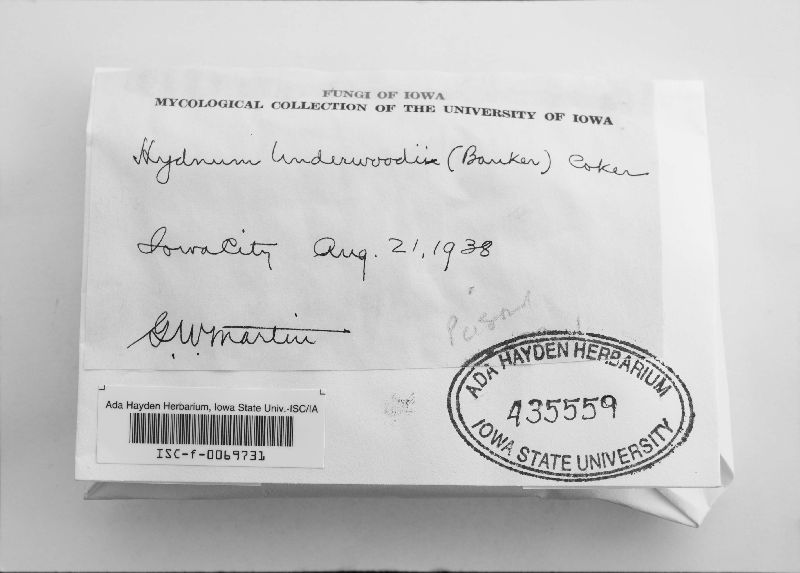 FUNGI OF IOWA
MYCOLOGICAL COLLECTION OF THE UNIVERSITY OF IOWA
Hydnum Underwoodii (Banker) Coker
Iowa City Aug. 21, 1938
G.W. Martin
Poison
Ada Hayden Herbarium, Iowa State Univ.-ISC/IA
ISC-f-0069731
ADA HAYDEN HERBARIUM
435559
IOWA STATE UNIVERSITY